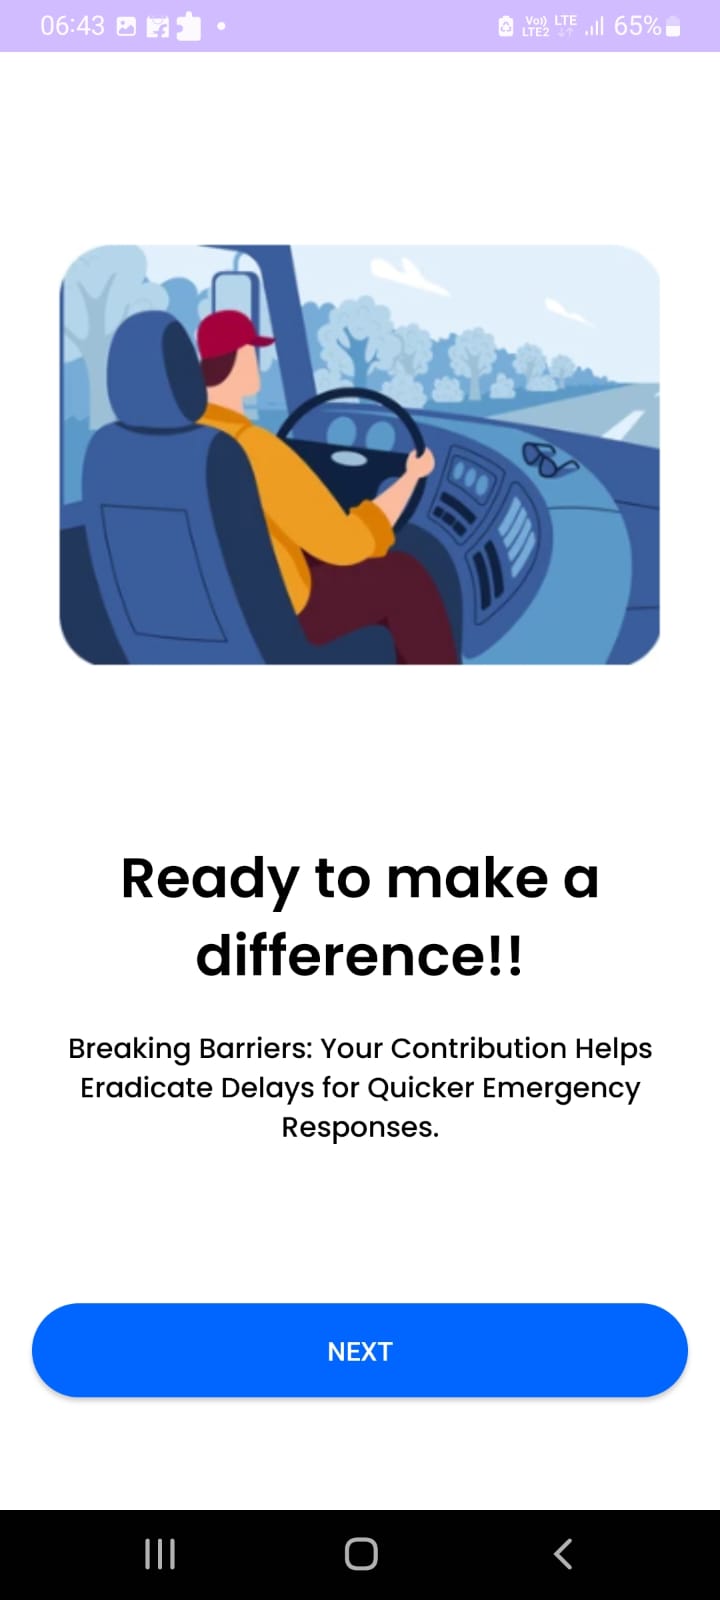 06:43
Vo) LTE
LTE2
65%
Ready to make a
difference!!
Breaking Barriers: Your Contribution Helps
Eradicate Delays for Quicker Emergency
Responses.
NEXT